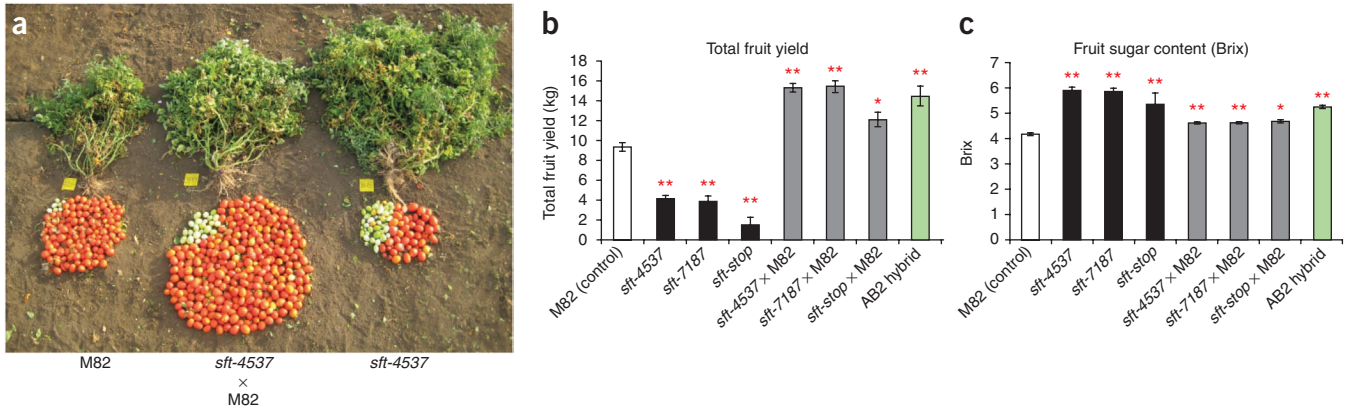 a
M82
sft-4537
×
M82
sft-4537
b
Total fruit yield
Total fruit yield (kg)
18
16
14
12
10
8
6
4
2
0
**
**
**
**
**
*
**
M82 (control)
sft-4537
sft-7187
sft-stop
sft-4537 × M82
sft-7187 × M82
sft-stop × M82
AB2 hybrid
c
Fruit sugar content (Brix)
Brix
7
6
5
4
3
2
1
0
**
**
**
**
**
*
**
M82 (control)
sft-4537
sft-7187
sft-stop
sft-4537 × M82
sft-7187 × M82
sft-stop × M82
AB2 hybrid